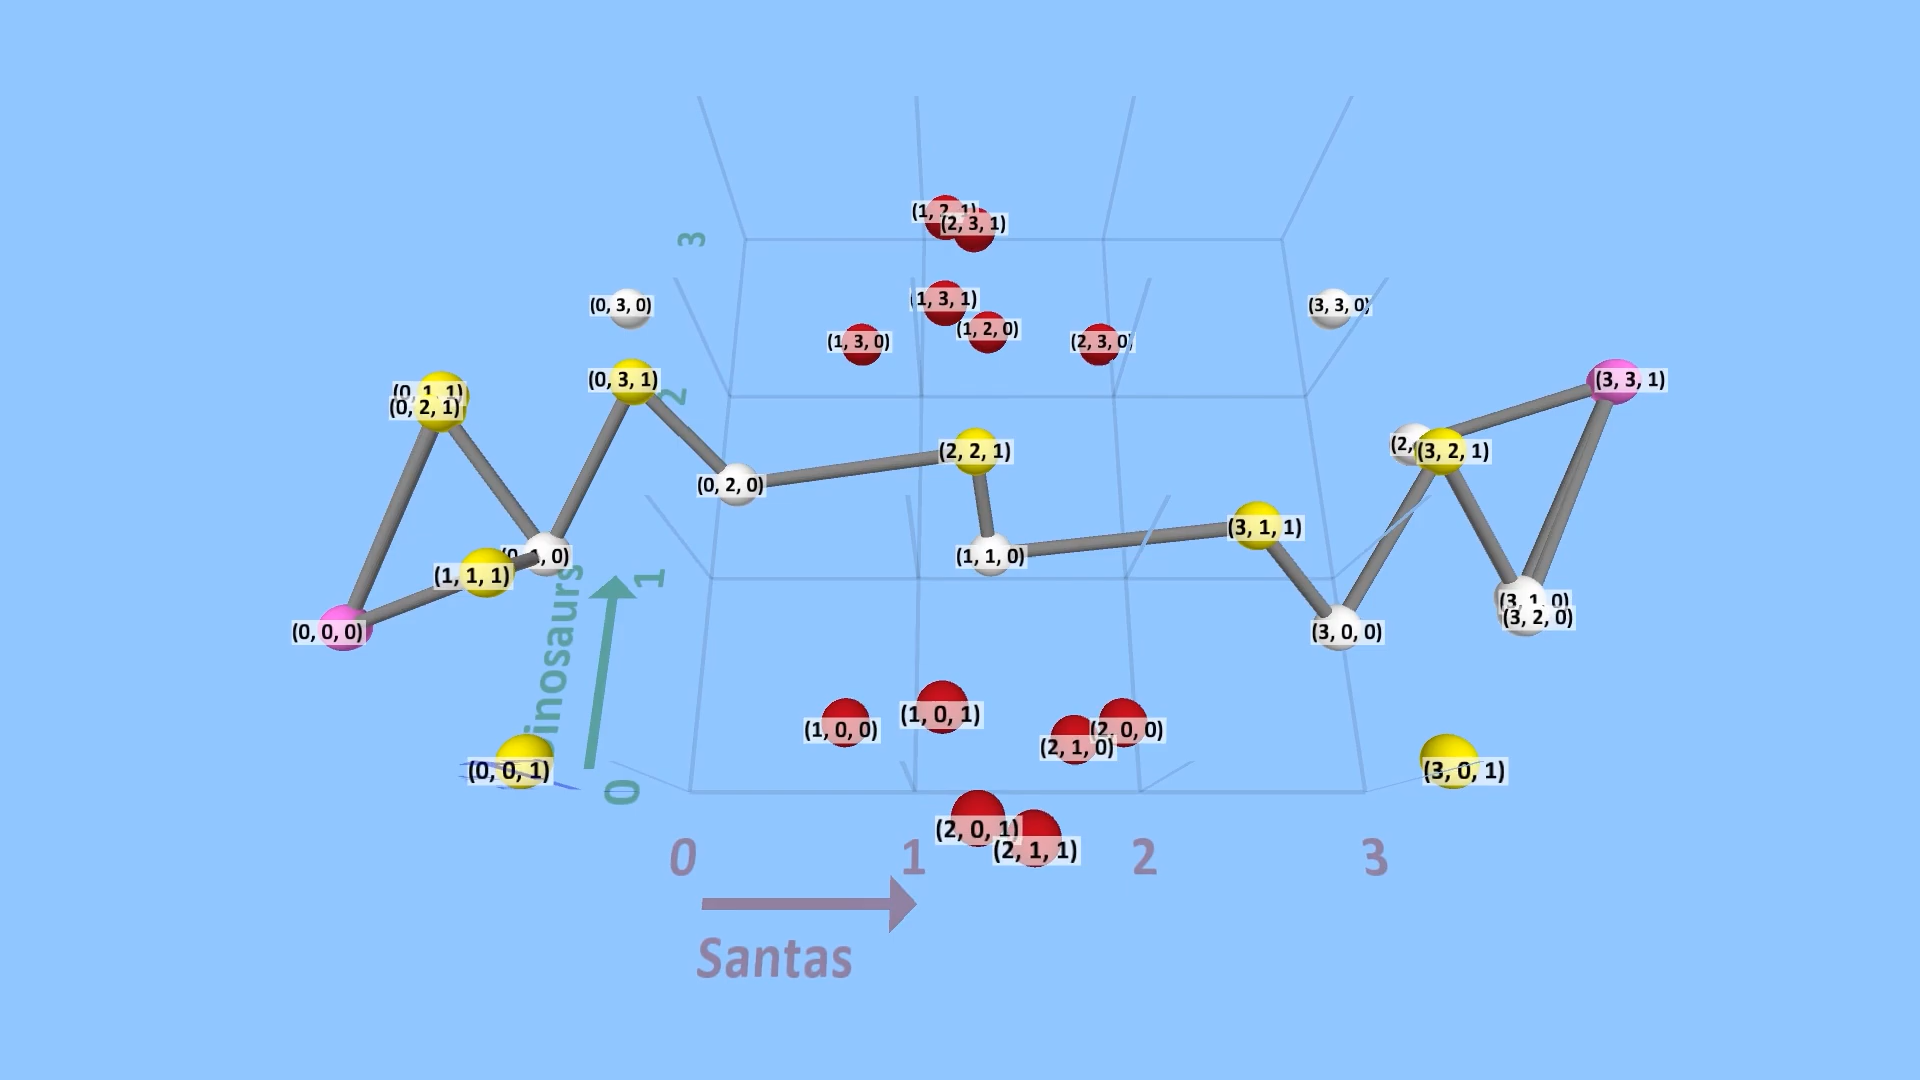 (2, 3, 1)
3
(0, 3, 0)
(1, 3, 1)
(3, 3, 0)
(1, 2, 0)
(1, 3, 0)
(2, 3, 0)
(0, 3, 1)
(3, 3, 1)
(0, 2, 1)
2
(2, 2, 1)
(3, 2, 1)
(0, 2, 0)
(3, 1, 1)
(1, 1, 0)
(1, 1, 1)
1
(3, 1, 0)
(3, 2, 0)
(0, 0, 0)
(3, 0, 0)
(1, 0, 1)
(1, 0, 0)
(2, 0, 0)
(2, 1, 0)
(0, 0, 1)
(3, 0, 1)
0
(2, 0, 1)
(2, 1, 1)
0 1 2 3
Santas